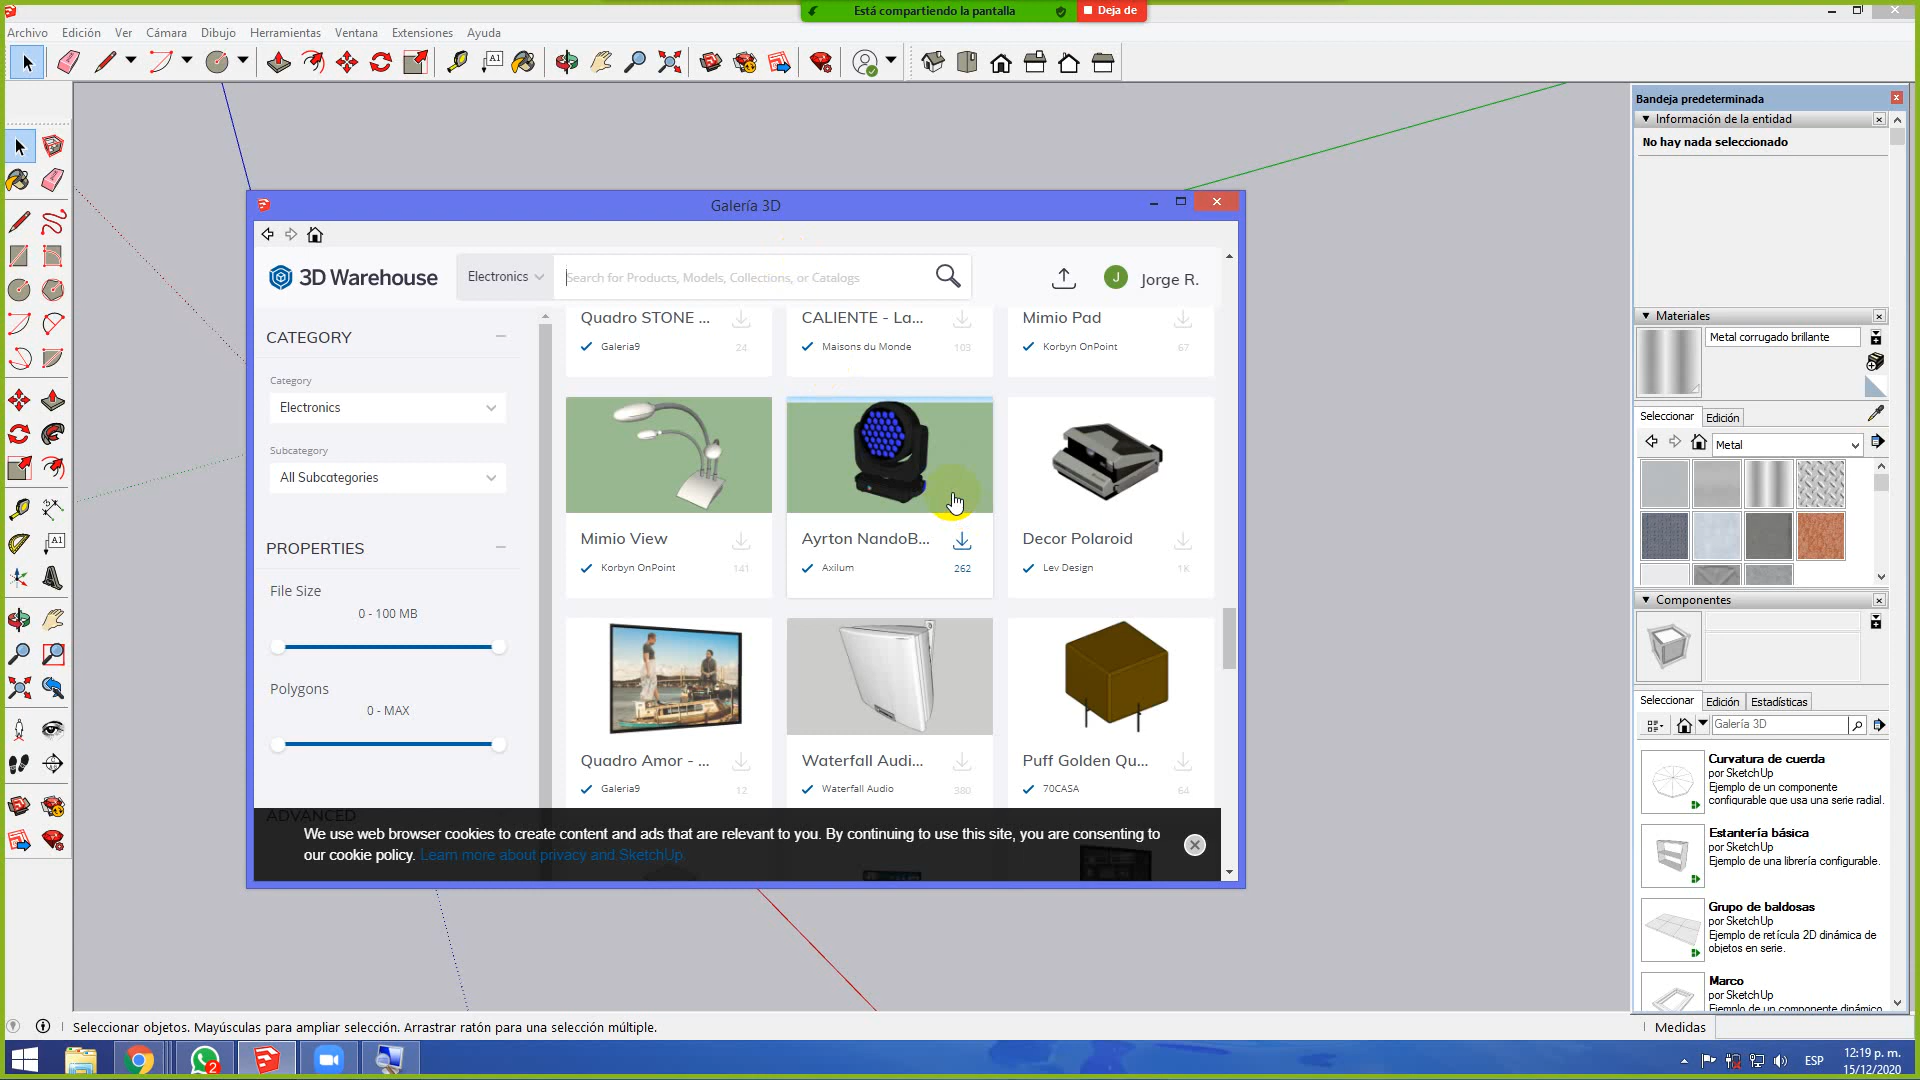 Está compartiendo la pantalla
Deja de
Archivo Edición Ver Cámara Dibujo Herramientas Ventana Extensiones Ayuda
A1
Galería 3D
3D Warehouse
Electronics
Search for Products, Models, Collections, or Catalogs
J
Jorge R.
CATEGORY
Category
Electronics
Subcategory
All Subcategories
PROPERTIES
File Size
0 - 100 MB
Polygons
0 - MAX
ADVANCED
Quadro STONE ...
Galeria9
24
CALIENTE - La...
Maisons du Monde
103
Mimio Pad
Korbyn OnPoint
67
Mimio View
Korbyn OnPoint
141
Ayrton NandoB...
Axilum
262
Decor Polaroid
Lev Design
1K
Quadro Amor - ...
Galeria9
12
Waterfall Audi...
Waterfall Audio
380
Puff Golden Qu...
70CASA
64
We use web browser cookies to create content and ads that are relevant to you. By continuing to use this site, you are consenting to
our cookie policy. Learn more about privacy and SketchUp.
A1
Bandeja predeterminada
Información de la entidad
No hay nada seleccionado
Materiales
Metal corrugado brillante
Seleccionar Edición
Metal
Componentes
Seleccionar Edición Estadísticas
Galería 3D
Curvatura de cuerda
por SketchUp
Ejemplo de un componente
configurable que usa una serie radial.
Estantería básica
por SketchUp
Ejemplo de una librería configurable.
Grupo de baldosas
por SketchUp
Ejemplo de retícula 2D dinámica de
objetos en serie.
Marco
por SketchUp
Ejemplo de un componente dinámico
Seleccionar objetos. Mayúsculas para ampliar selección. Arrastrar ratón para una selección múltiple.
Medidas
2
ESP
12:19 p. m.
15/12/2020